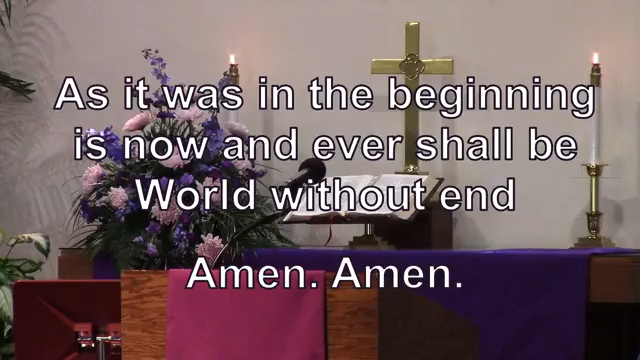 As it was in the beginning
is now and ever shall be
World without end
Amen. Amen.